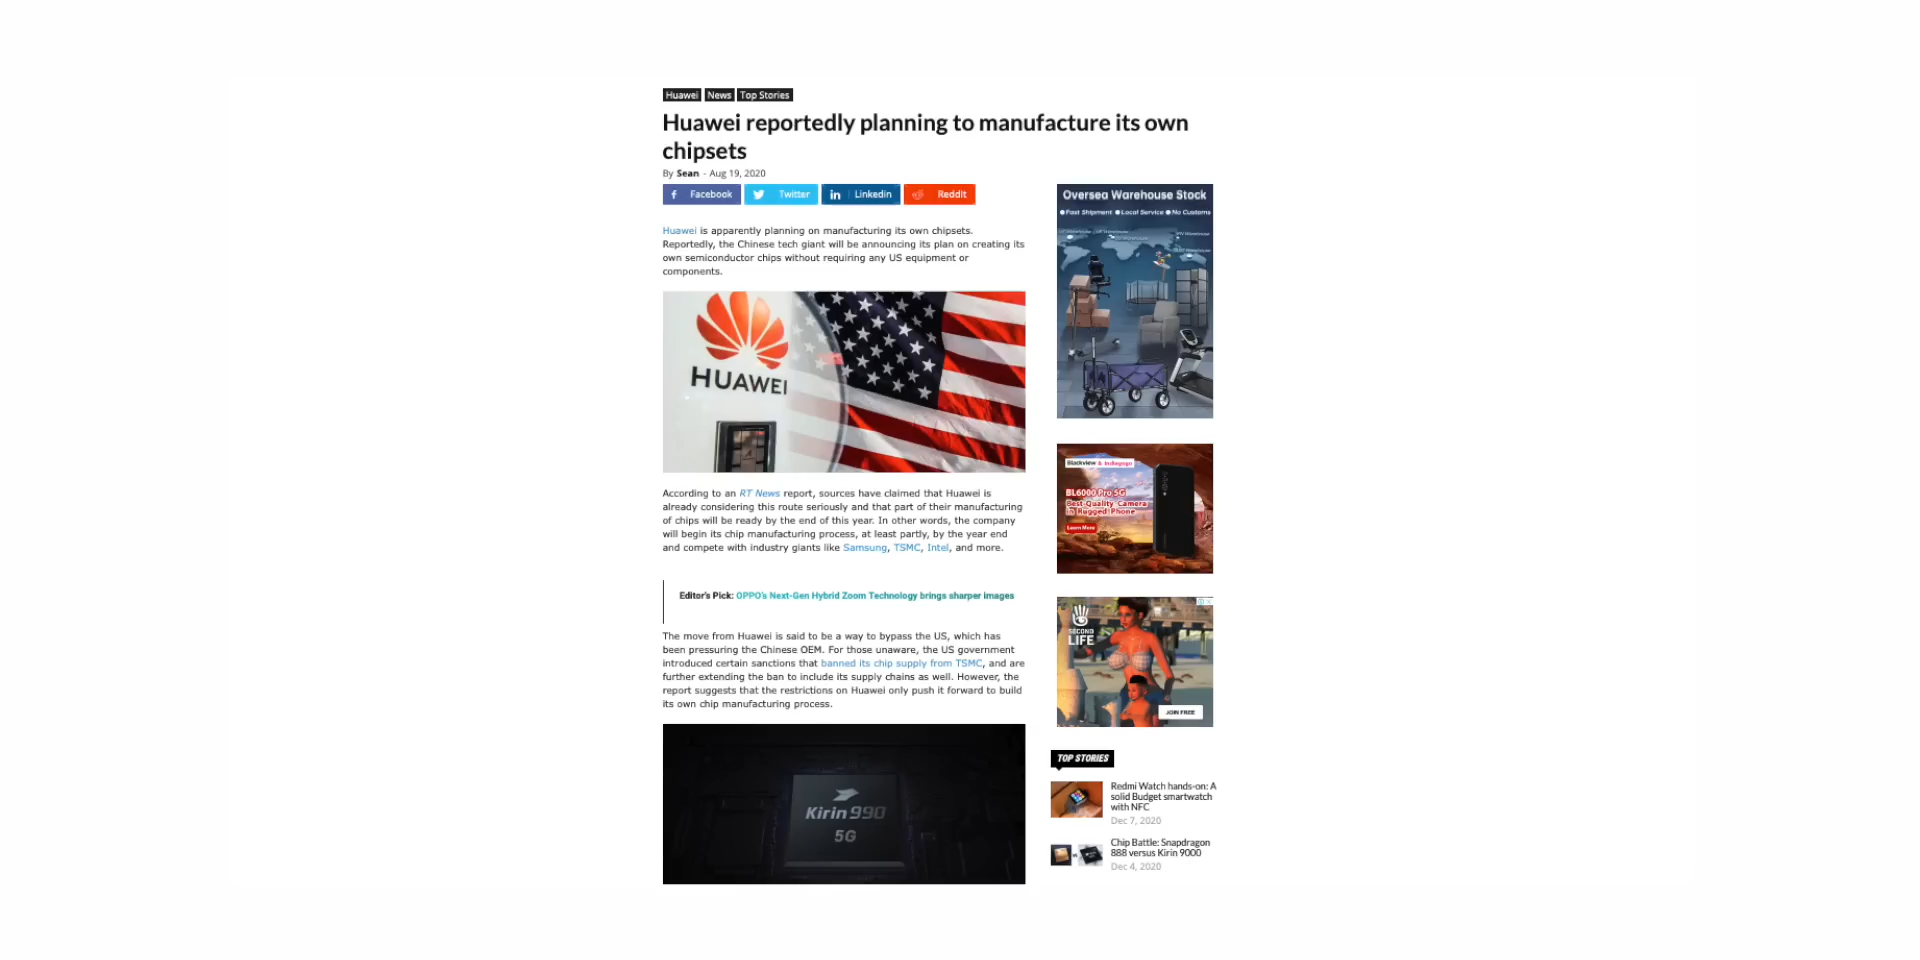 Huawei News Top Stories
Huawei reportedly planning to manufacture its own
chipsets
By Sean - Aug 19, 2020
Facebook Twitter Linkedin ReddIt
Huawei is apparently planning on manufacturing its own chipsets.
Reportedly, the Chinese tech giant will be announcing its plan on creating its
own semiconductor chips without requiring any US equipment or
components.
HUAWEI
According to an RT News report, sources have claimed that Huawei is
already considering this route seriously and that part of their manufacturing
of chips will be ready by the end of this year. In other words, the company
will begin its chip manufacturing process, at least partly, by the year end
and compete with industry giants like Samsung, TSMC, Intel, and more.
Editor's Pick: OPPO's Next-Gen Hybrid Zoom Technology brings sharper images
The move from Huawei is said to be a way to bypass the US, which has
been pressuring the Chinese OEM. For those unaware, the US government
introduced certain sanctions that banned its chip supply from TSMC, and are
further extending the ban to include its supply chains as well. However, the
report suggests that the restrictions on Huawei only push it forward to build
its own chip manufacturing process.
Kirin 990
5G
Oversea Warehouse Stock
Fast Shipment Local Service No Customs
Blackview & Indiegogo
BL6000 Pro 5G
Best-Quality Camera
in Rugged Phone
Learn More
SECOND
LIFE
JOIN FREE
TOP STORIES
Redmi Watch hands-on: A
solid Budget smartwatch
with NFC
Dec 7, 2020
Chip Battle: Snapdragon
888 versus Kirin 9000
Dec 4, 2020